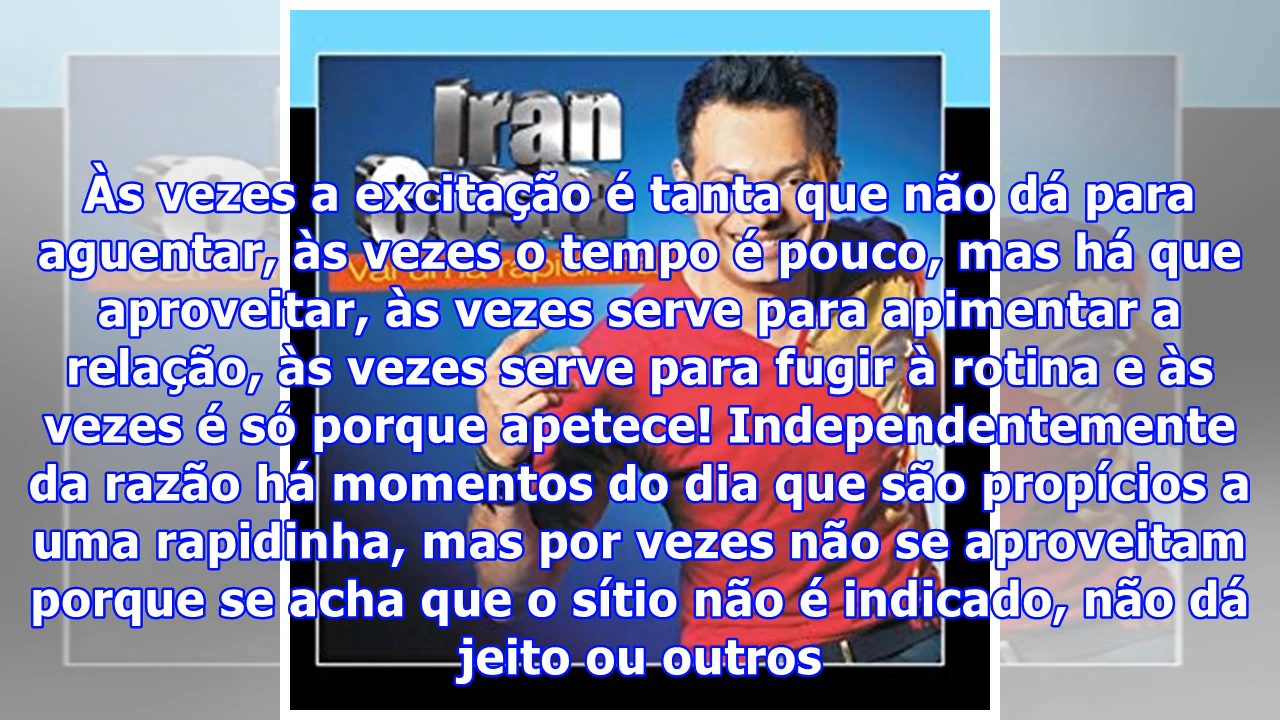 Iran
Às vezes a excitação é tanta que não dá para
aguentar, às vezes o tempo é pouco, mas há que
aproveitar, às vezes serve para apimentar a
relação, às vezes serve para fugir à rotina e às
vezes é só porque apetece! Independentemente
da razão há momentos do dia que são propícios a
uma rapidinha, mas por vezes não se aproveitam
porque se acha que o sítio não é indicado, não dá
jeito ou outros